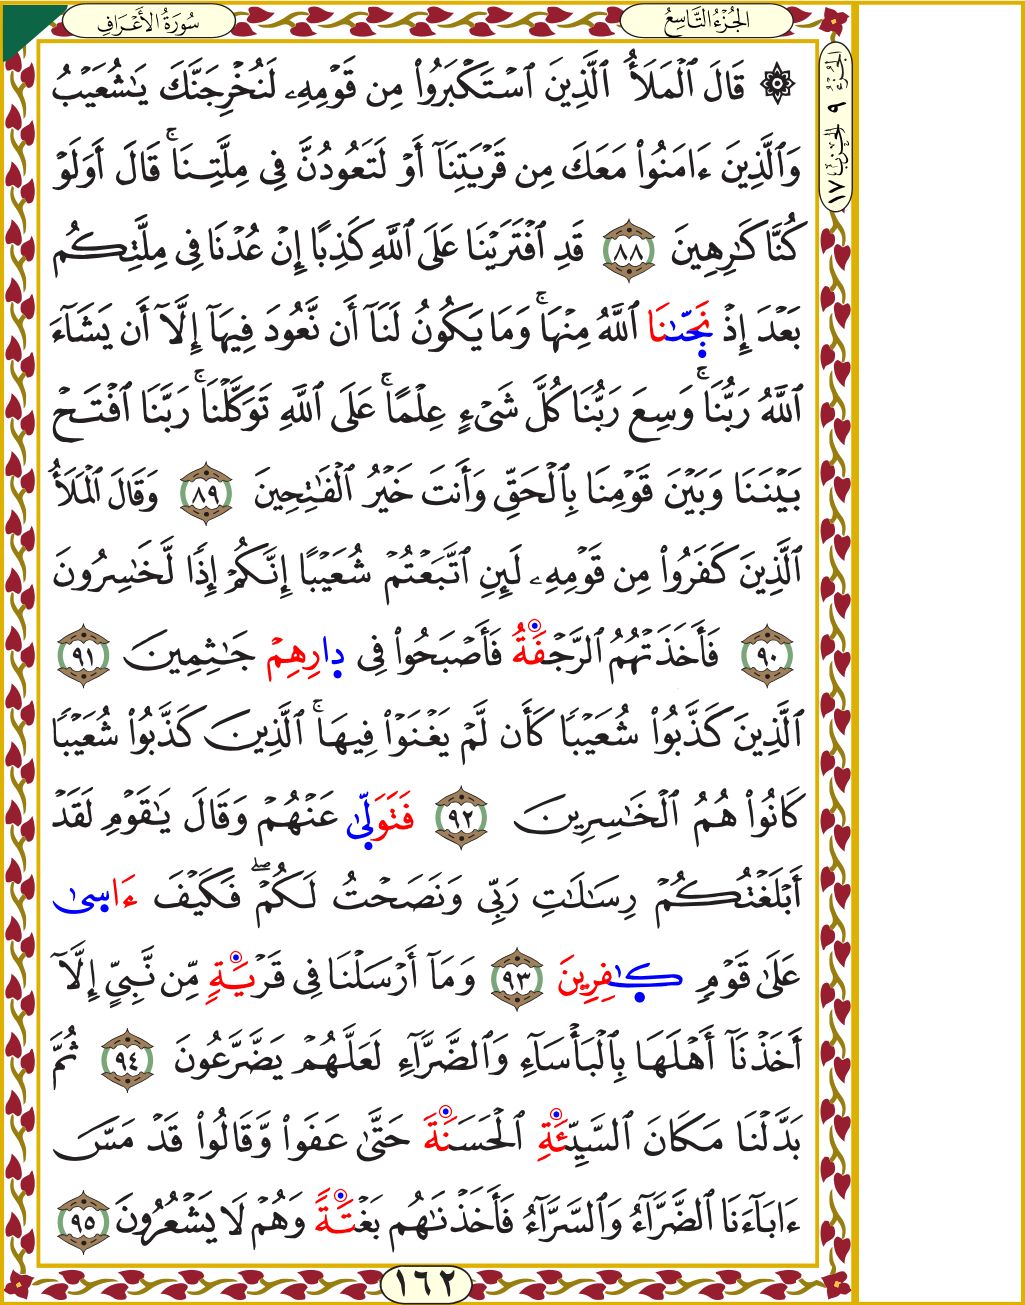 سُورَةُ الأَعْرَافِ
الجُزْءُ التَّاسِعُ
الجزء ٩ الحزب ١٧
۞ قَالَ ٱلۡمَلَأُ ٱلَّذِينَ ٱسۡتَكۡبَرُواْ مِن قَوۡمِهِۦ لَنُخۡرِجَنَّكَ يَٰشُعَيۡبُ
وَٱلَّذِينَ ءَامَنُواْ مَعَكَ مِن قَرۡيَتِنَآ أَوۡ لَتَعُودُنَّ فِي مِلَّتِنَاۚ قَالَ أَوَلَوۡ
كُنَّا كَٰرِهِينَ ٨٨ قَدِ ٱفۡتَرَيۡنَا عَلَى ٱللَّهِ كَذِبًا إِنۡ عُدۡنَا فِي مِلَّتِكُم
بَعۡدَ إِذۡ نَجَّىٰنَا ٱللَّهُ مِنۡهَاۚ وَمَا يَكُونُ لَنَآ أَن نَّعُودَ فِيهَآ إِلَّآ أَن يَشَآءَ
ٱللَّهُ رَبُّنَاۚ وَسِعَ رَبُّنَا كُلَّ شَيۡءٍ عِلۡمًاۚ عَلَى ٱللَّهِ تَوَكَّلۡنَاۚ رَبَّنَا ٱفۡتَحۡ
بَيۡنَنَا وَبَيۡنَ قَوۡمِنَا بِٱلۡحَقِّ وَأَنتَ خَيۡرُ ٱلۡفَٰتِحِينَ ٨٩ وَقَالَ ٱلۡمَلَأُ
ٱلَّذِينَ كَفَرُواْ مِن قَوۡمِهِۦ لَئِنِ ٱتَّبَعۡتُمۡ شُعَيۡبًا إِنَّكُمۡ إِذٗا لَّخَٰسِرُونَ
٩٠ فَأَخَذَتۡهُمُ ٱلرَّجۡفَةُ فَأَصۡبَحُواْ فِي دِارِهِمۡ جَٰثِمِينَ ٩١
ٱلَّذِينَ كَذَّبُواْ شُعَيۡبٗا كَأَن لَّمۡ يَغۡنَوۡاْ فِيهَاۚ ٱلَّذِينَ كَذَّبُواْ شُعَيۡبٗا
كَانُواْ هُمُ ٱلۡخَٰسِرِينَ ٩٢ فَتَوَلَّىٰ عَنۡهُمۡ وَقَالَ يَٰقَوۡمِ لَقَدۡ
أَبۡلَغۡتُكُمۡ رِسَٰلَٰتِ رَبِّي وَنَصَحۡتُ لَكُمۡۖ فَكَيۡفَ ءَاسَىٰ
عَلَىٰ قَوۡمٖ كَٰفِرِينَ ٩٣ وَمَآ أَرۡسَلۡنَا فِي قَرۡيَةٖ مِّن نَّبِيٍّ إِلَّآ
أَخَذۡنَآ أَهۡلَهَا بِٱلۡبَأۡسَآءِ وَٱلضَّرَّآءِ لَعَلَّهُمۡ يَضَّرَّعُونَ ٩٤ ثُمَّ
بَدَّلۡنَا مَكَانَ ٱلسَّيِّئَةِ ٱلۡحَسَنَةَ حَتَّىٰ عَفَواْ وَّقَالُواْ قَدۡ مَسَّ
ءَابَآءَنَا ٱلضَّرَّآءُ وَٱلسَّرَّآءُ فَأَخَذۡنَٰهُم بَغۡتَةٗ وَهُمۡ لَا يَشۡعُرُونَ ٩٥
١٦٢